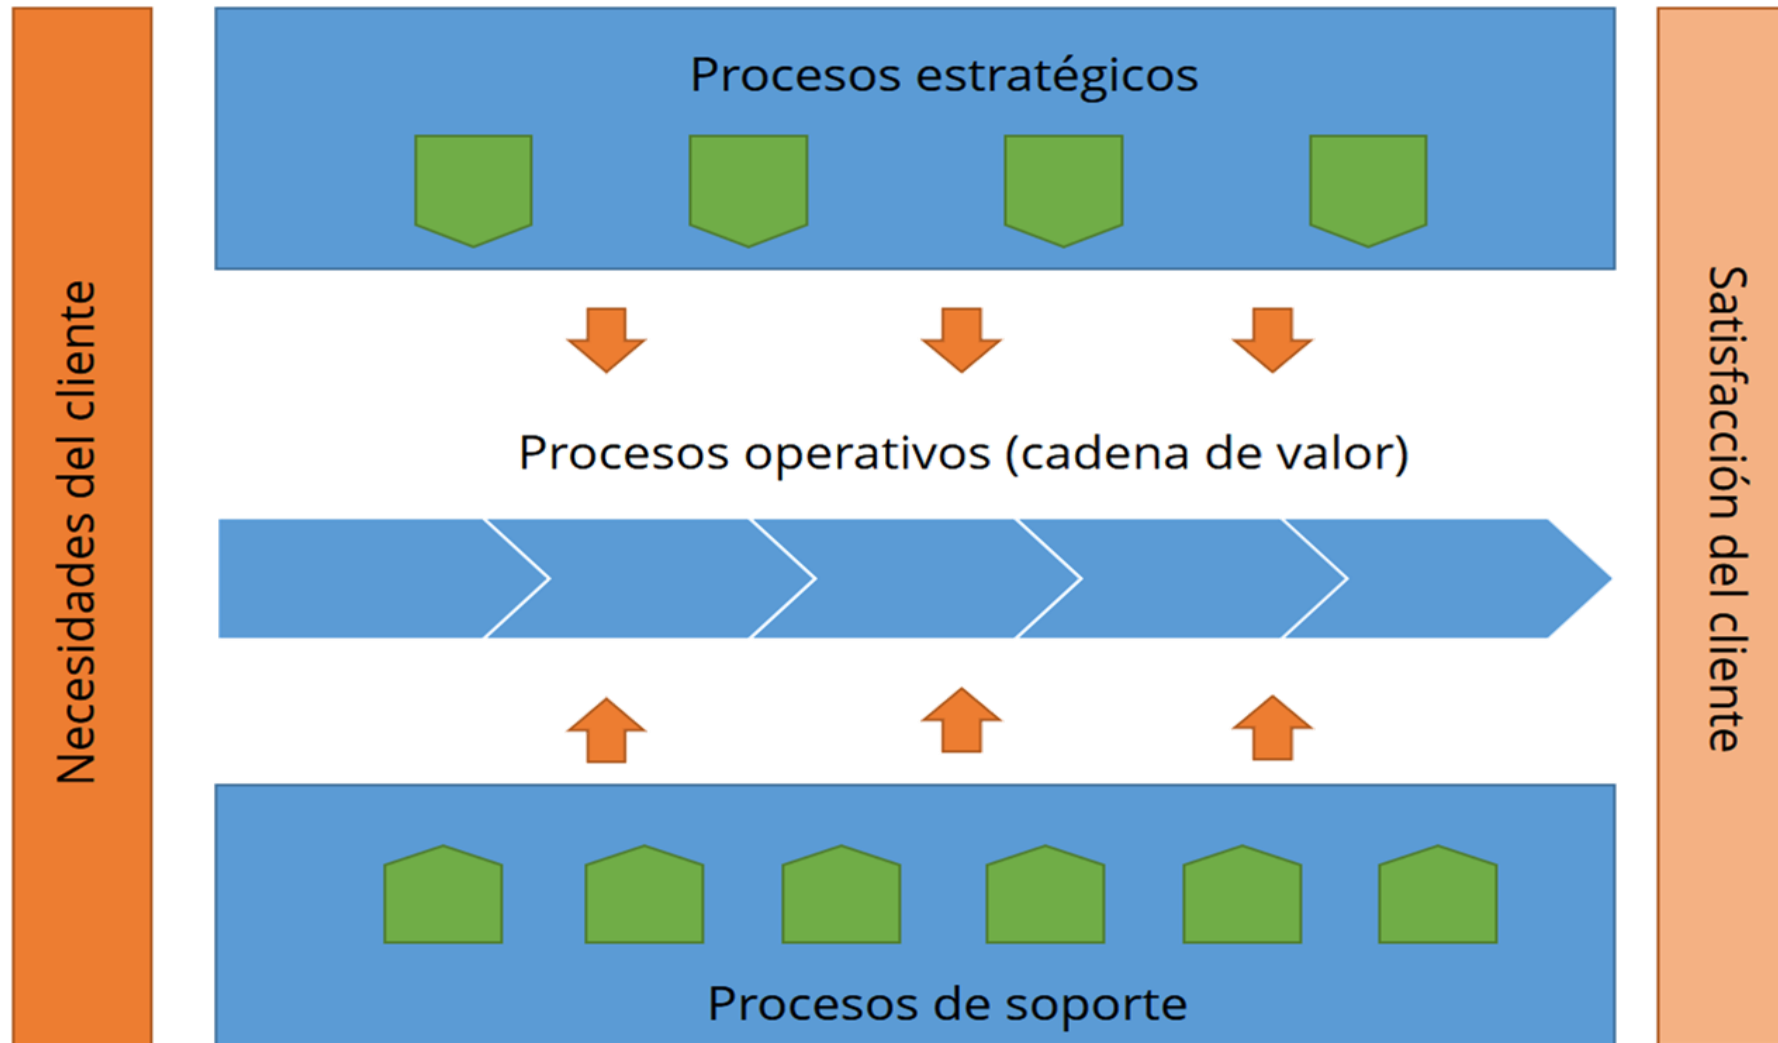 Necesidades del cliente
Procesos estratégicos
Procesos operativos (cadena de valor)
Procesos de soporte
Satisfacción del cliente